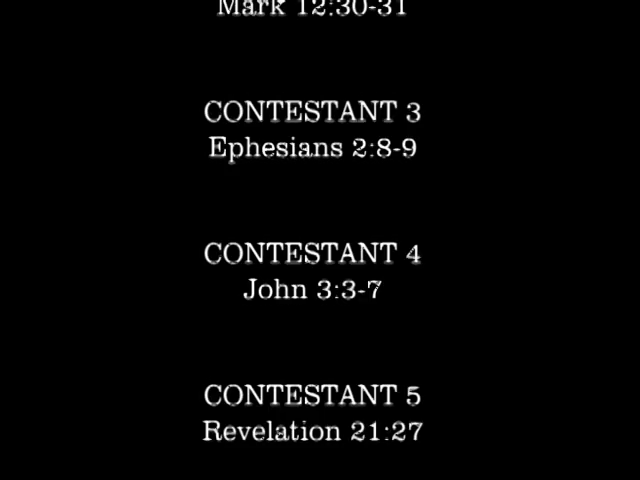 Mark 12:30-31
CONTESTANT 3
Ephesians 2:8-9
CONTESTANT 4
John 3:3-7
CONTESTANT 5
Revelation 21:27